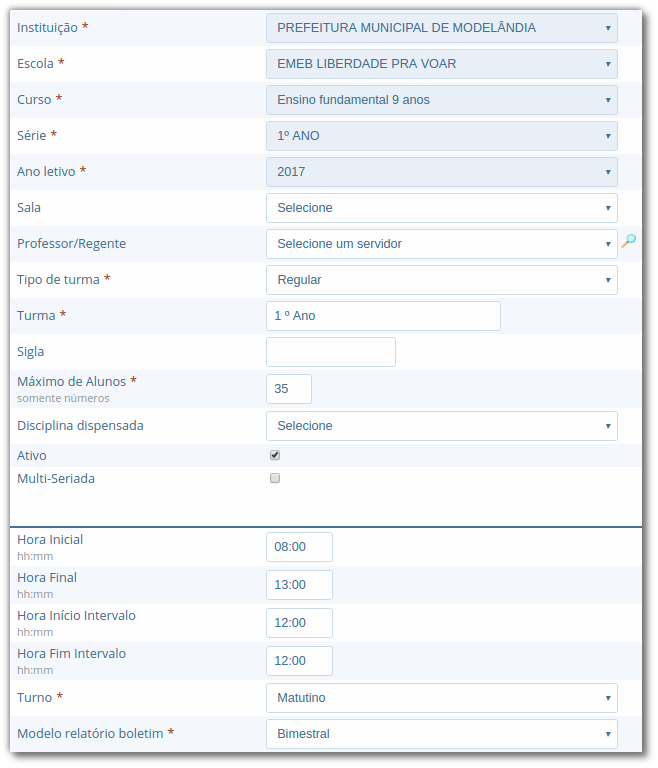 Instituição * PREFEITURA MUNICIPAL DE MODELÂNDIA
Escola * EMEB LIBERDADE PRA VOAR
Curso * Ensino fundamental 9 anos
Série * 1º ANO
Ano letivo * 2017
Sala Selecione
Professor/Regente Selecione um servidor
Tipo de turma * Regular
Turma * 1 º Ano
Sigla
Máximo de Alunos * 35
somente números
Disciplina dispensada Selecione
Ativo
Multi-Seriada
Hora Inicial 08:00
hh:mm
Hora Final 13:00
hh:mm
Hora Início Intervalo 12:00
hh:mm
Hora Fim Intervalo 12:00
hh:mm
Turno * Matutino
Modelo relatório boletim * Bimestral